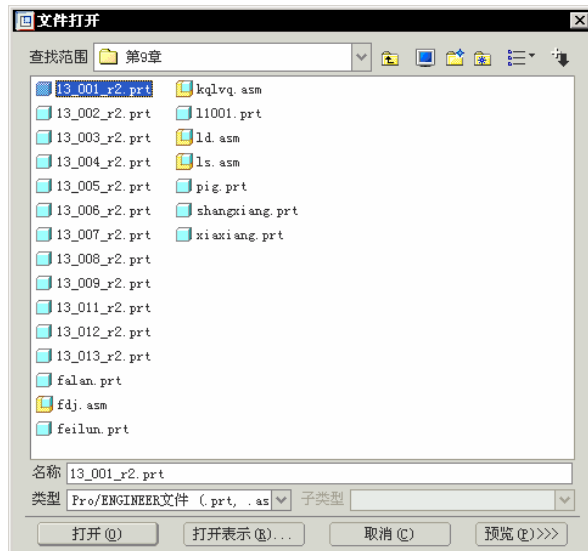 文件打开
查找范围 第9章
13_001_r2.prt
13_002_r2.prt
13_003_r2.prt
13_004_r2.prt
13_005_r2.prt
13_006_r2.prt
13_007_r2.prt
13_008_r2.prt
13_009_r2.prt
13_011_r2.prt
13_012_r2.prt
13_013_r2.prt
falan.prt
fdj.asm
feilun.prt
kqlvq.asm
l1001.prt
ld.asm
ls.asm
pig.prt
shangxiang.prt
xiaxiang.prt
名称 13_001_r2.prt
类型 Pro/ENGINEER文件 (.prt, .as 子类型
打开(O) 打开表示(R)... 取消(C) 预览(P)>>>